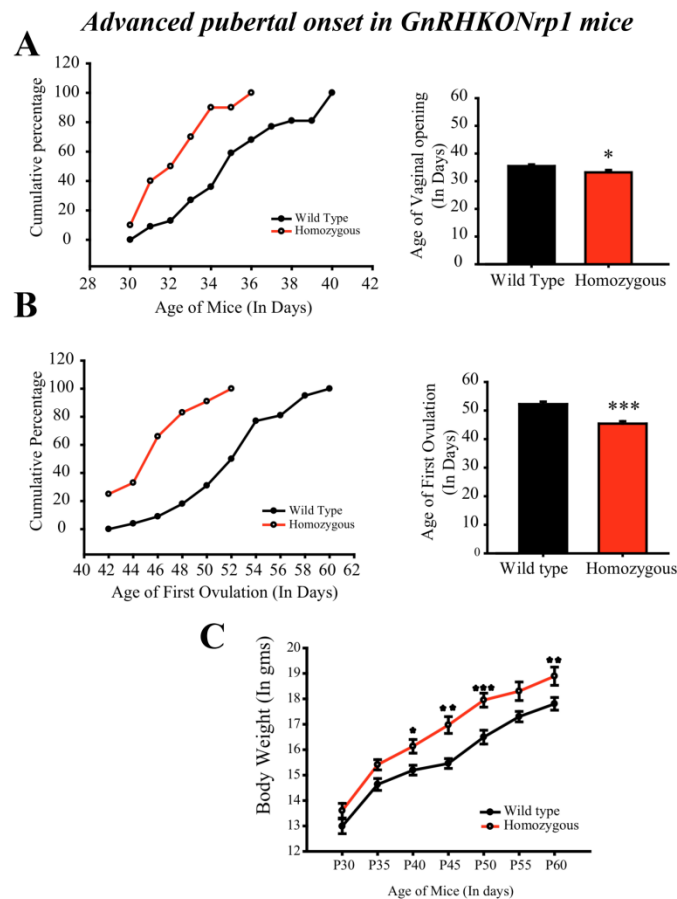 Advanced pubertal onset in GnRHKONrp1 mice
A
Cumulative percentage
120
100
80
60
40
20
0
Wild Type
Homozygous
28 30 32 34 36 38 40 42
Age of Mice (In Days)
Age of Vaginal opening
(In Days)
60
50
40
30
20
10
0
*
Wild Type Homozygous
B
Cumulative Percentage
120
100
80
60
40
20
0
Wild Type
Homozygous
40 42 44 46 48 50 52 54 56 58 60 62
Age of First Ovulation (In Days)
Age of First Ovulation
(In Days)
60
50
40
30
20
10
0
***
Wild type Homozygous
C
Body Weight (In gms)
20
19
18
17
16
15
14
13
12
*
**
***
**
Wild type
Homozygous
P30 P35 P40 P45 P50 P55 P60
Age of Mice (In days)